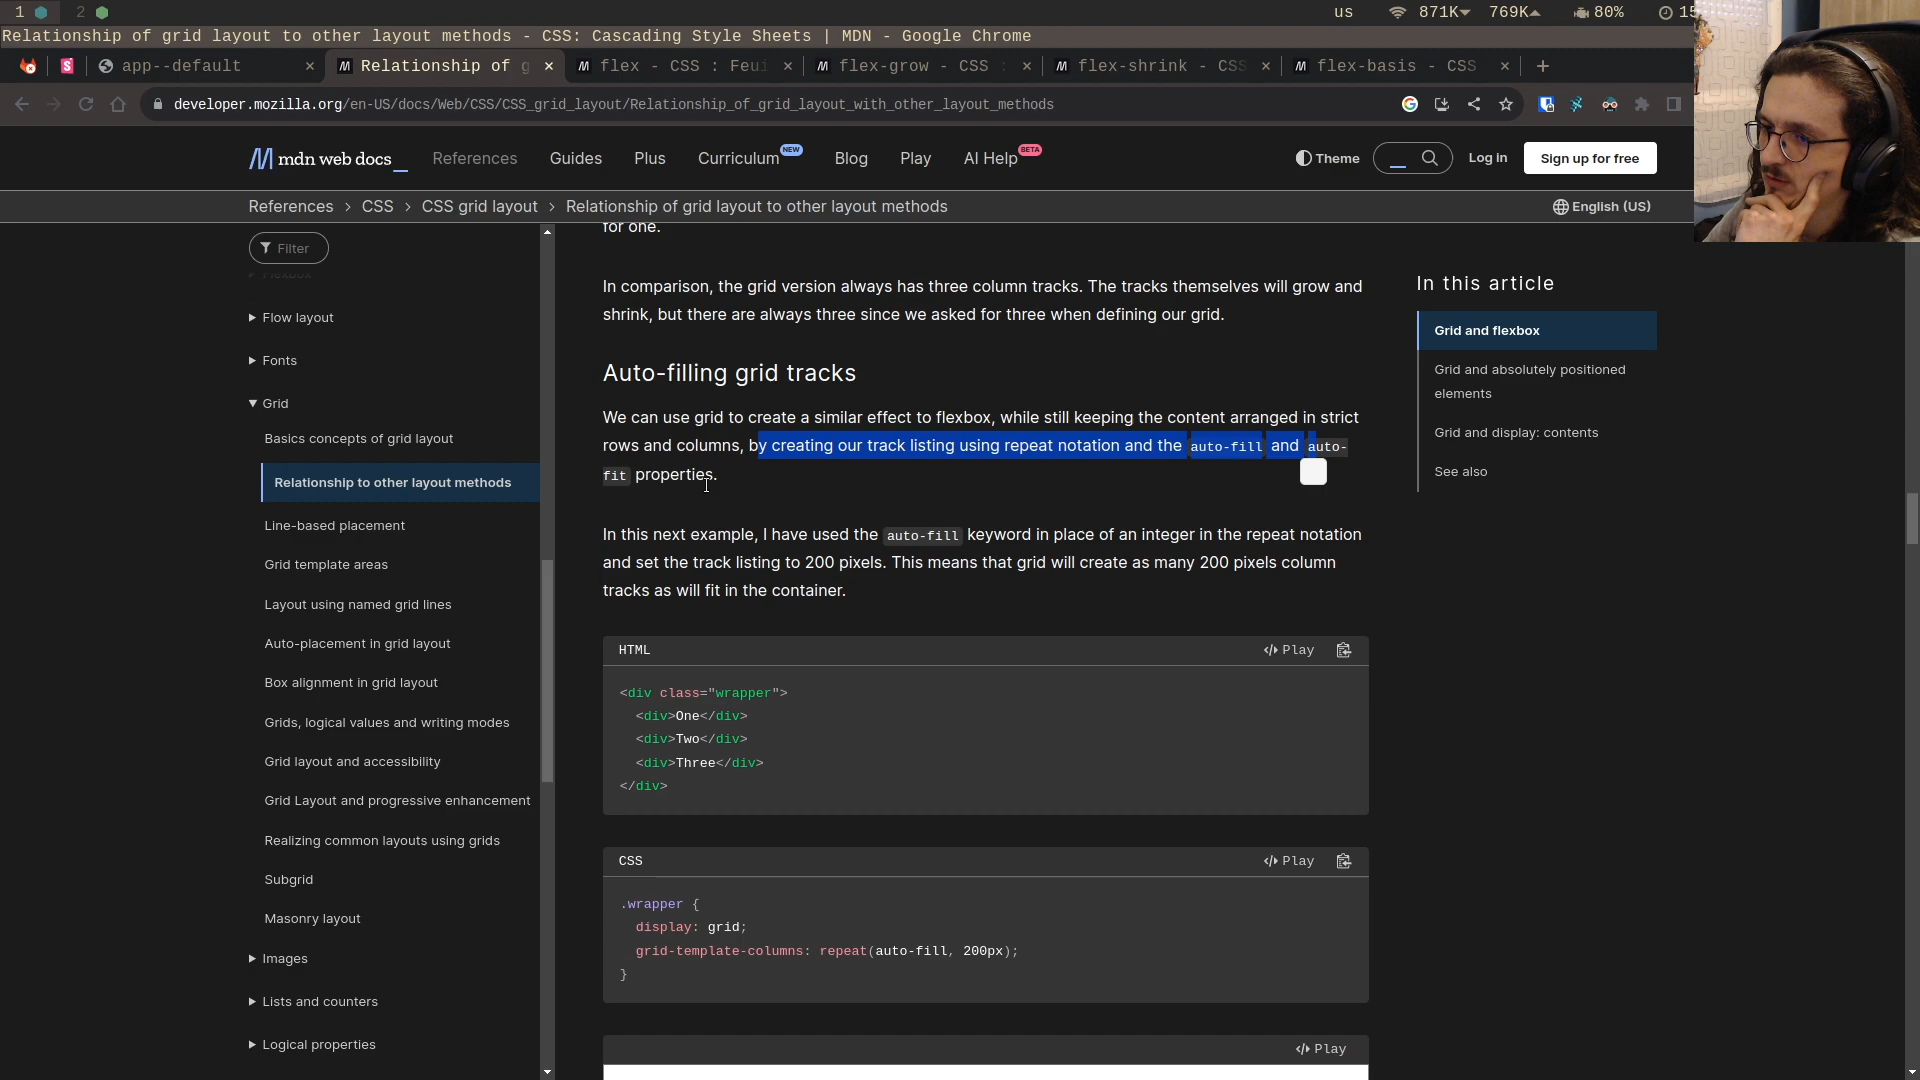 1 2 us 871K 769K 80% 15
Relationship of grid layout to other layout methods - CSS: Cascading Style Sheets | MDN - Google Chrome
app--default × Relationship of g × flex - CSS : Feui × flex-grow - CSS : × flex-shrink - CSS × flex-basis - CSS × +
developer.mozilla.org/en-US/docs/Web/CSS/CSS_grid_layout/Relationship_of_grid_layout_with_other_layout_methods
mdn web docs_ References Guides Plus Curriculum NEW Blog Play AI Help BETA Theme Log in Sign up for free
References > CSS > CSS grid layout > Relationship of grid layout to other layout methods English (US)
Filter
Flexbox
Flow layout
Fonts
Grid
Basics concepts of grid layout
Relationship to other layout methods
Line-based placement
Grid template areas
Layout using named grid lines
Auto-placement in grid layout
Box alignment in grid layout
Grids, logical values and writing modes
Grid layout and accessibility
Grid Layout and progressive enhancement
Realizing common layouts using grids
Subgrid
Masonry layout
Images
Lists and counters
Logical properties
for one.
In comparison, the grid version always has three column tracks. The tracks themselves will grow and
shrink, but there are always three since we asked for three when defining our grid.
Auto-filling grid tracks
We can use grid to create a similar effect to flexbox, while still keeping the content arranged in strict
rows and columns, by creating our track listing using repeat notation and the auto-fill and auto-
fit properties.
In this next example, I have used the auto-fill keyword in place of an integer in the repeat notation
and set the track listing to 200 pixels. This means that grid will create as many 200 pixels column
tracks as will fit in the container.
HTML Play
<div class="wrapper">
  <div>One</div>
  <div>Two</div>
  <div>Three</div>
</div>
CSS Play
.wrapper {
  display: grid;
  grid-template-columns: repeat(auto-fill, 200px);
}
Play
In this article
Grid and flexbox
Grid and absolutely positioned
elements
Grid and display: contents
See also